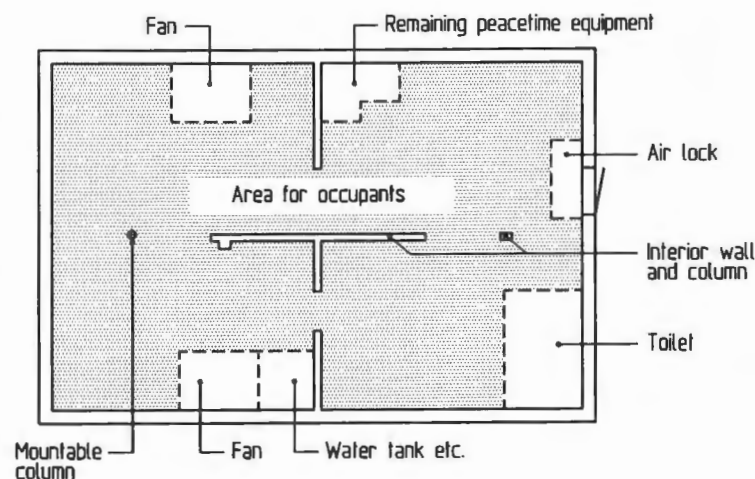 Fan
Remaining peacetime equipment
Air lock
Area for occupants
Interior wall
and column
Toilet
Mountable
column
Fan
Water tank etc.